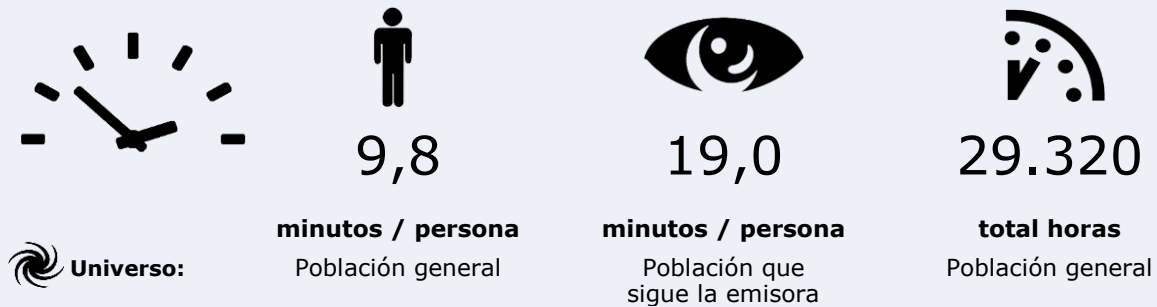 9,8
19,0
29.320
minutos / persona
minutos / persona
total horas
Universo:
Población general
Población que
sigue la emisora
Población general